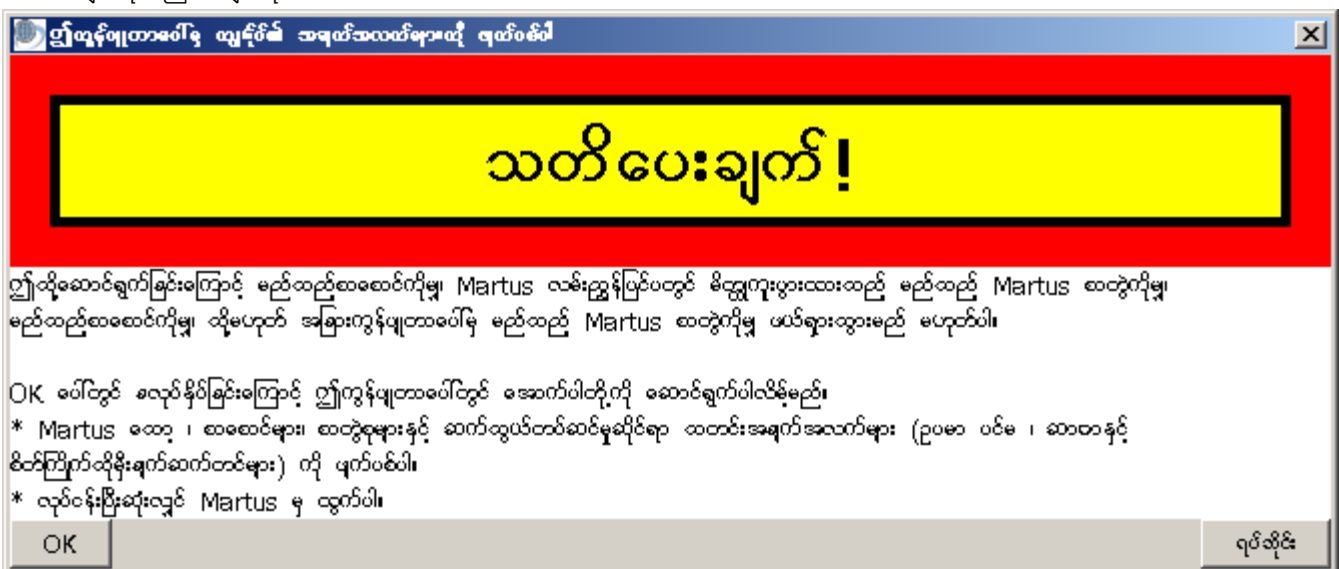 ဤကွန်ပျူတာပေါ်မှ ကျွန်ုပ်၏ အချက်အလက်များကို ဖျက်ပစ်ပါ
သတိပေးချက်!
ဤသို့ဆောင်ရွက်ခြင်းကြောင့် မည်သည့်စာစောင်ကိုမျှ၊ Martus လမ်းညွှန်ပြင်ပတွင် မိတ္တူကူးပွားထားသည့် မည်သည့် Martus စာတွဲကိုမျှ၊
မည်သည့်စာစောင်ကိုမျှ၊ သို့မဟုတ် အခြားကွန်ပျူတာပေါ်မှ မည်သည့် Martus စာတွဲကိုမျှ ဖယ်ရှားသွားမည် မဟုတ်ပါ။
OK ပေါ်တွင် ခလုပ်နှိပ်ခြင်းကြောင့် ဤကွန်ပျူတာပေါ်တွင် အောက်ပါတို့ကို ဆောင်ရွက်ပါလိမ့်မည်။
* Martus သော့ ၊ စာစောင်များ၊ စာတွဲစုများနှင့် ဆက်သွယ်တပ်ဆင်မှုဆိုင်ရာ သတင်းအချက်အလက်များ (ဥပမာ ပင်မ ၊ ဆာဗာနှင့်
စိတ်ကြိုက်ထိုမိုးချက်ဆက်တင်များ) ကို ဖျက်ပစ်ပါ။
* လုပ်ငန်းပြီးဆုံးလျှင် Martus မှ ထွက်ပါ။
OK
ရပ်ဆိုင်း